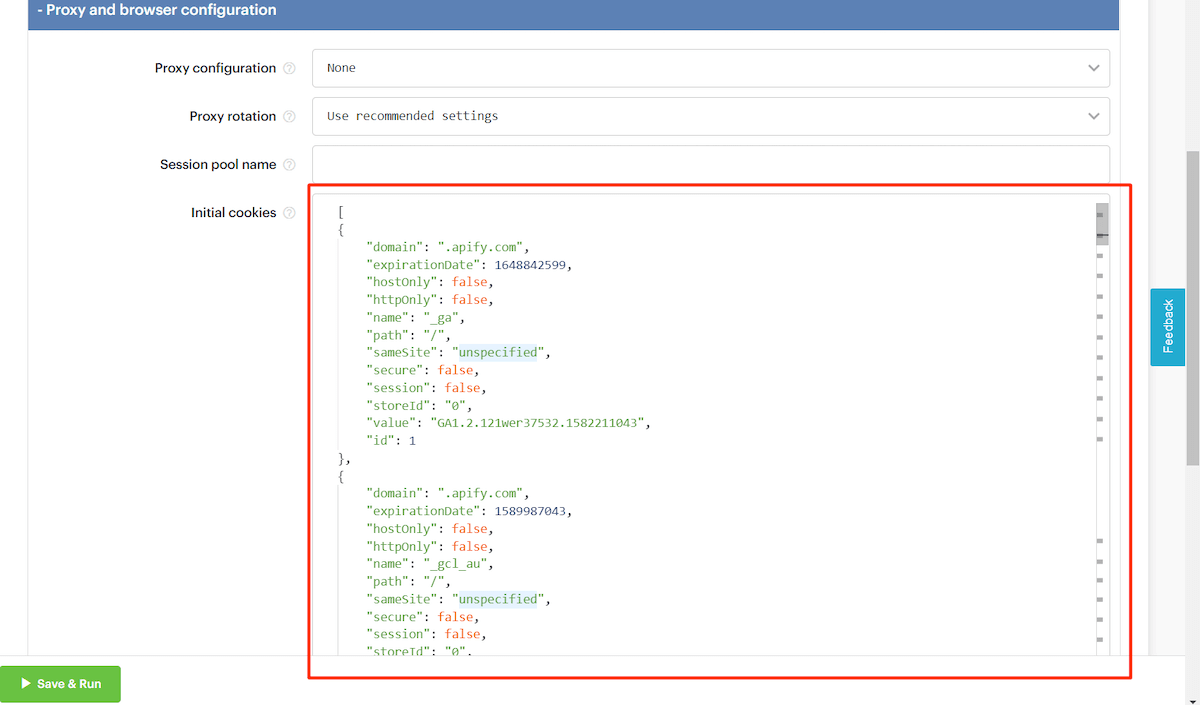 - Proxy and browser configuration
Proxy configuration ? None
Proxy rotation ? Use recommended settings
Session pool name ?
Initial cookies ? [
{
"domain": ".apify.com",
"expirationDate": 1648842599,
"hostOnly": false,
"httpOnly": false,
"name": "_ga",
"path": "/",
"sameSite": "unspecified",
"secure": false,
"session": false,
"storeId": "0",
"value": "GA1.2.121wer37532.1582211043",
"id": 1
},
{
"domain": ".apify.com",
"expirationDate": 1589987043,
"hostOnly": false,
"httpOnly": false,
"name": "_gcl_au",
"path": "/",
"sameSite": "unspecified",
"secure": false,
"session": false,
"storeId": "0",
Feedback
Save & Run